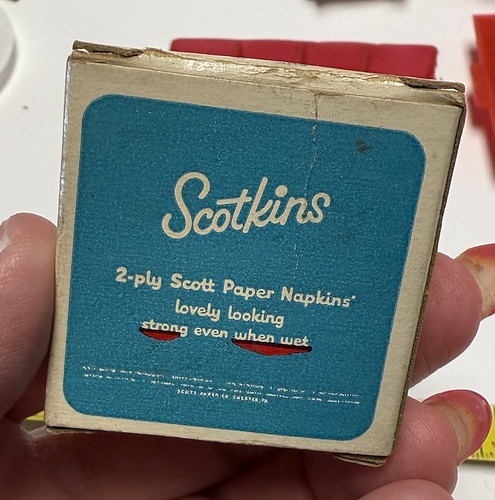 Scotkins
2-ply Scott Paper Napkins*
lovely looking
strong even when wet
SCOTT PAPER CO. CHESTER, PA.